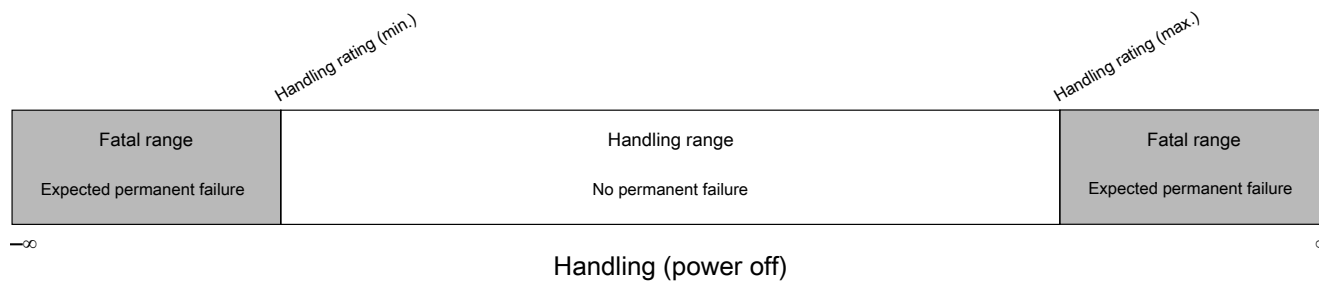 Handling rating (min.)
Handling rating (max.)
Fatal range
Handling range
Fatal range
Expected permanent failure
No permanent failure
Expected permanent failure
–∞
Handling (power off)